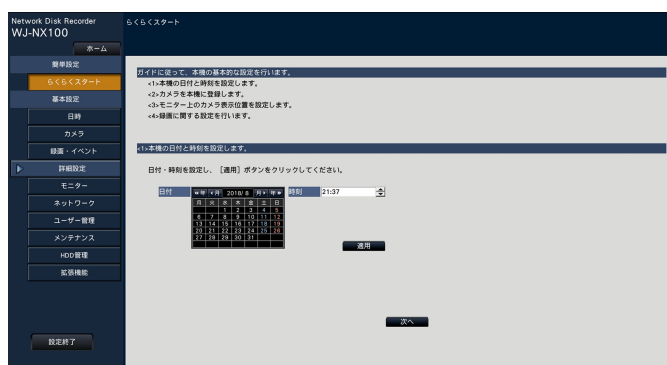 Network Disk Recorder
WJ-NX100
ホーム
簡単設定
らくらくスタート
基本設定
日時
カメラ
録画・イベント
詳細設定
モニター
ネットワーク
ユーザー管理
メンテナンス
HDD管理
拡張機能
設定終了
らくらくスタート
ガイドに従って、本機の基本的な設定を行います。
<1>本機の日付と時刻を設定します。
<2>カメラを本機に登録します。
<3>モニター上のカメラ表示位置を設定します。
<4>録画に関する設定を行います。
<1>本機の日付と時刻を設定します。
日付・時刻を設定し、[適用]ボタンをクリックしてください。
日付 ≪年 ‹月 2018/ 8 月› 年≫ 時刻 21:37
月 火 水 木 金 土 日
1 2 3 4 5
6 7 8 9 10 11 12
13 14 15 16 17 18 19
20 21 22 23 24 25 26
27 28 29 30 31
適用
次へ